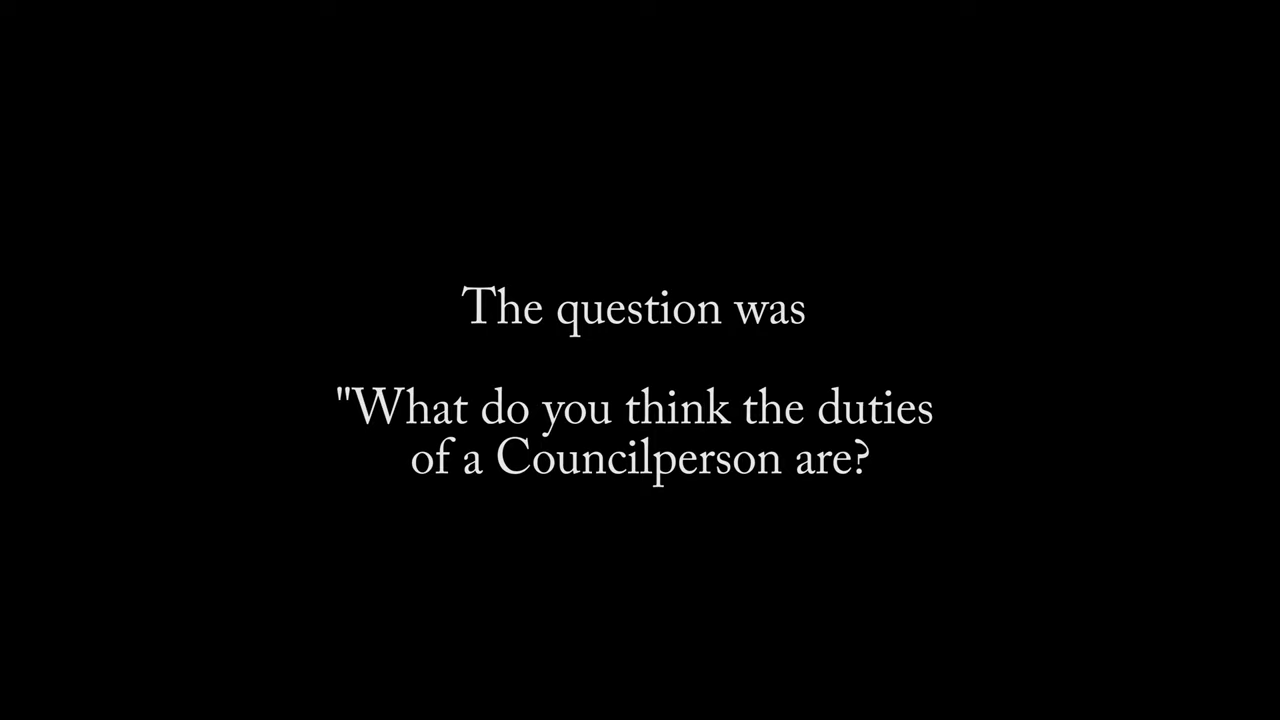 The question was
"What do you think the duties
of a Councilperson are?